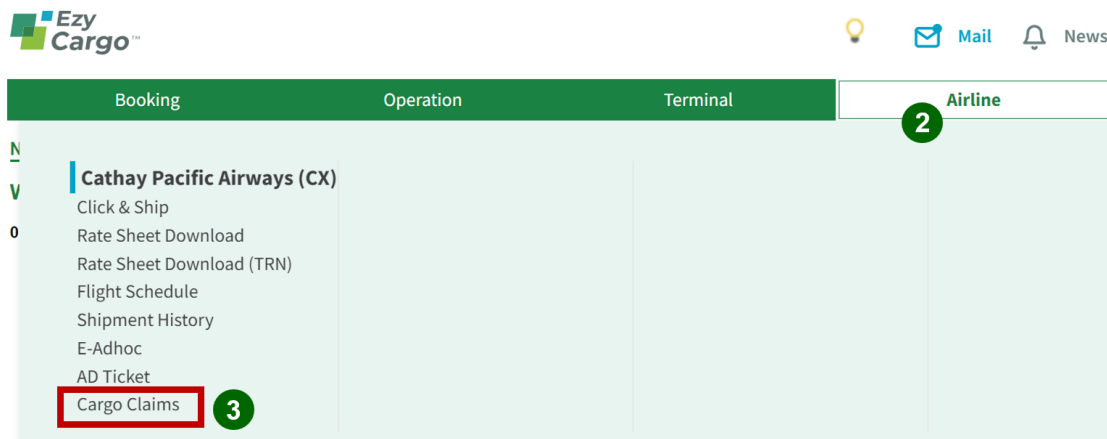 Ezy
Cargo™
Mail
News
Booking
Operation
Terminal
Airline
2
N
Cathay Pacific Airways (CX)
W
Click & Ship
0
Rate Sheet Download
Rate Sheet Download (TRN)
Flight Schedule
Shipment History
E-Adhoc
AD Ticket
Cargo Claims
3